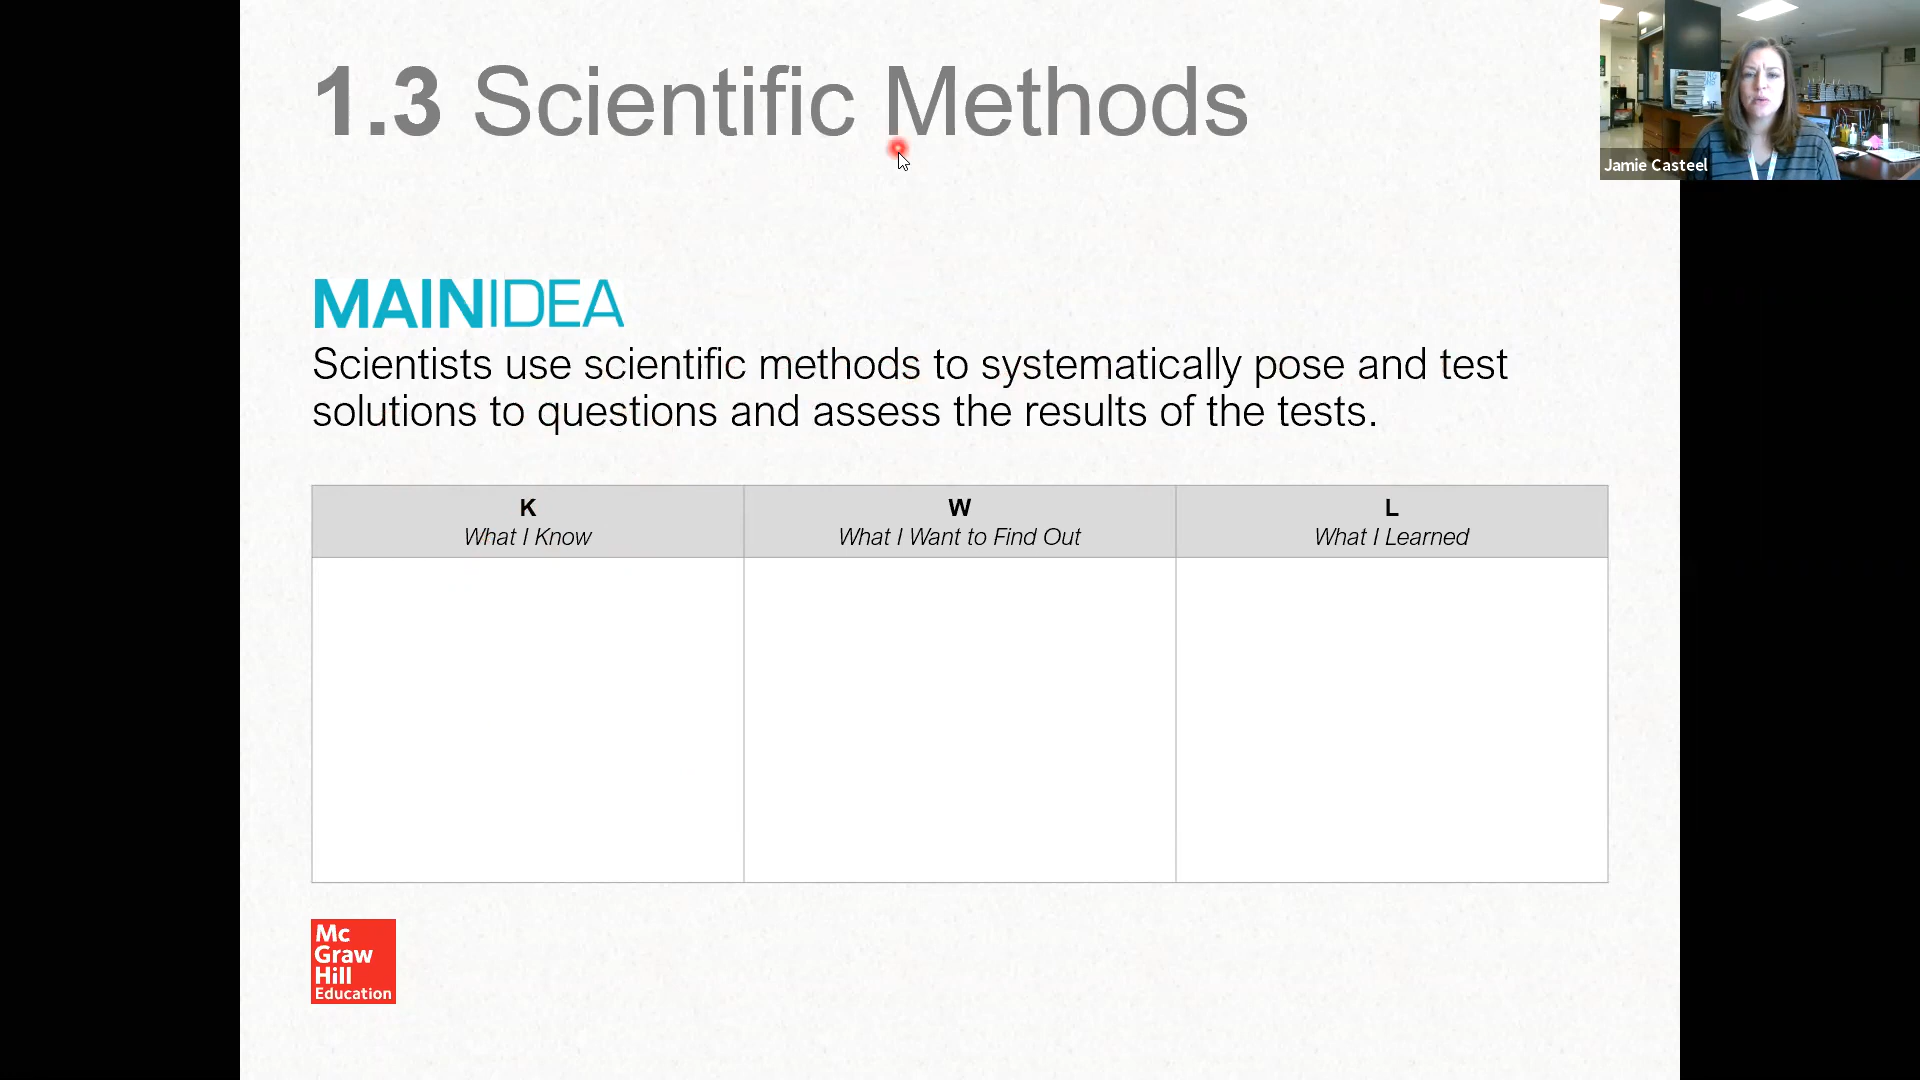 1.3 Scientific Methods
Jamie Casteel
MAINIDEA
Scientists use scientific methods to systematically pose and test
solutions to questions and assess the results of the tests.
K
What I Know
W
What I Want to Find Out
L
What I Learned
Mc
Graw
Hill
Education